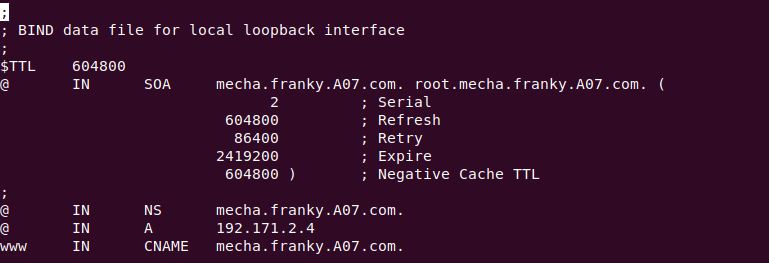 ;
; BIND data file for local loopback interface
;
$TTL    604800
@       IN      SOA     mecha.franky.A07.com. root.mecha.franky.A07.com. (
                              2         ; Serial
                         604800         ; Refresh
                          86400         ; Retry
                        2419200         ; Expire
                         604800 )       ; Negative Cache TTL
;
@       IN      NS      mecha.franky.A07.com.
@       IN      A       192.171.2.4
www     IN      CNAME   mecha.franky.A07.com.